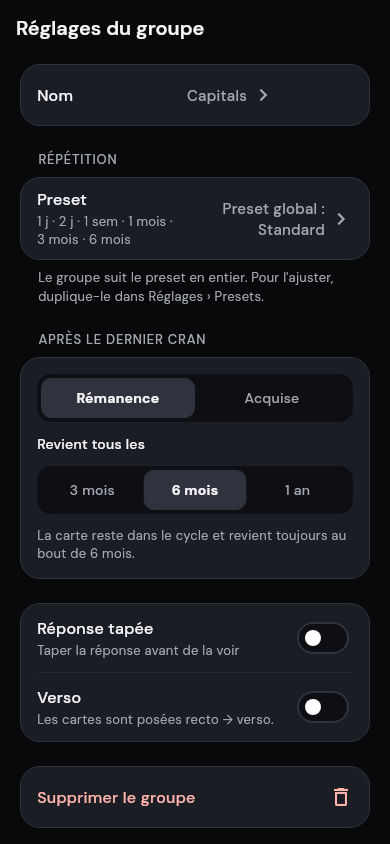 Réglages du groupe
Nom
Capitals
RÉPÉTITION
Preset
1 j · 2 j · 1 sem · 1 mois ·
3 mois · 6 mois
Preset global :
Standard
Le groupe suit le preset en entier. Pour l'ajuster,
duplique-le dans Réglages › Presets.
APRÈS LE DERNIER CRAN
Rémanence
Acquise
Revient tous les
3 mois
6 mois
1 an
La carte reste dans le cycle et revient toujours au
bout de 6 mois.
Réponse tapée
Taper la réponse avant de la voir
Verso
Les cartes sont posées recto → verso.
Supprimer le groupe